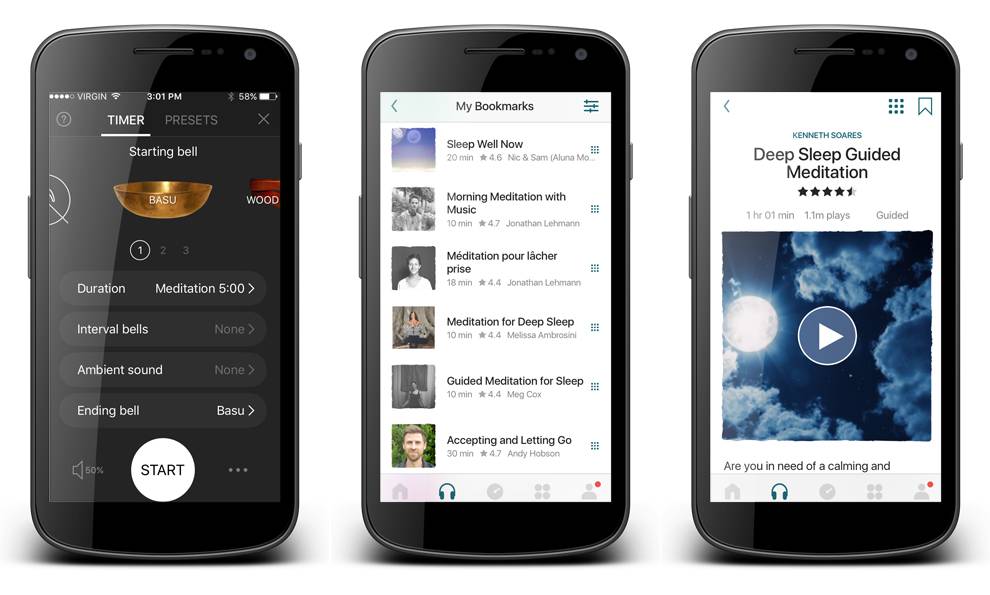 VIRGIN 3:01 PM 58%
? TIMER PRESETS
Starting bell
BASU WOOD
1 2 3
Duration Meditation 5:00
Interval bells None
Ambient sound None
Ending bell Basu
50% START
My Bookmarks
Sleep Well Now
20 min 4.6 Nic & Sam (Aluna Mo...
Morning Meditation with
Music
10 min 4.7 Jonathan Lehmann
Méditation pour lâcher
prise
18 min 4.4 Jonathan Lehmann
Meditation for Deep Sleep
10 min 4.4 Melissa Ambrosini
Guided Meditation for Sleep
10 min 4.4 Meg Cox
Accepting and Letting Go
30 min 4.7 Andy Hobson
KENNETH SOARES
Deep Sleep Guided
Meditation
1 hr 01 min 1.1m plays Guided
Are you in need of a calming and